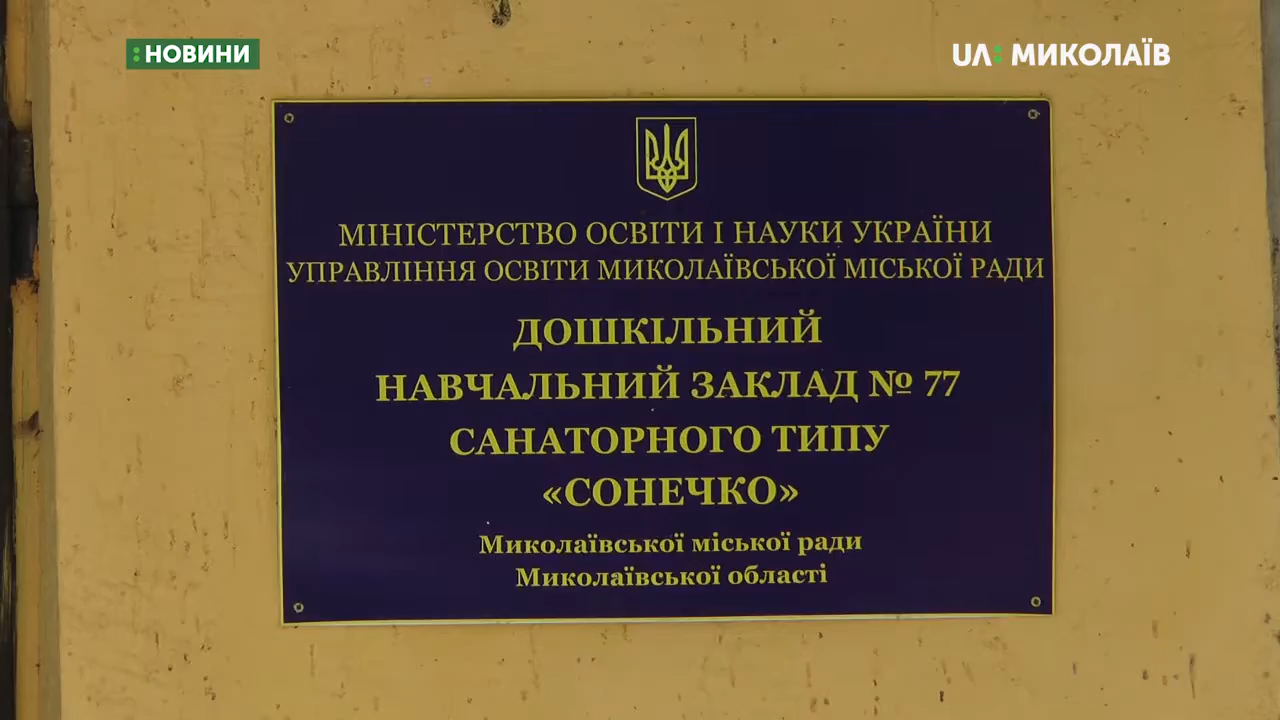 :НОВИНИ
UA: МИКОЛАЇВ
МІНІСТЕРСТВО ОСВІТИ І НАУКИ УКРАЇНИ
УПРАВЛІННЯ ОСВІТИ МИКОЛАЇВСЬКОЇ МІСЬКОЇ РАДИ
ДОШКІЛЬНИЙ
НАВЧАЛЬНИЙ ЗАКЛАД № 77
САНАТОРНОГО ТИПУ
«СОНЕЧКО»
Миколаївської міської ради
Миколаївської області